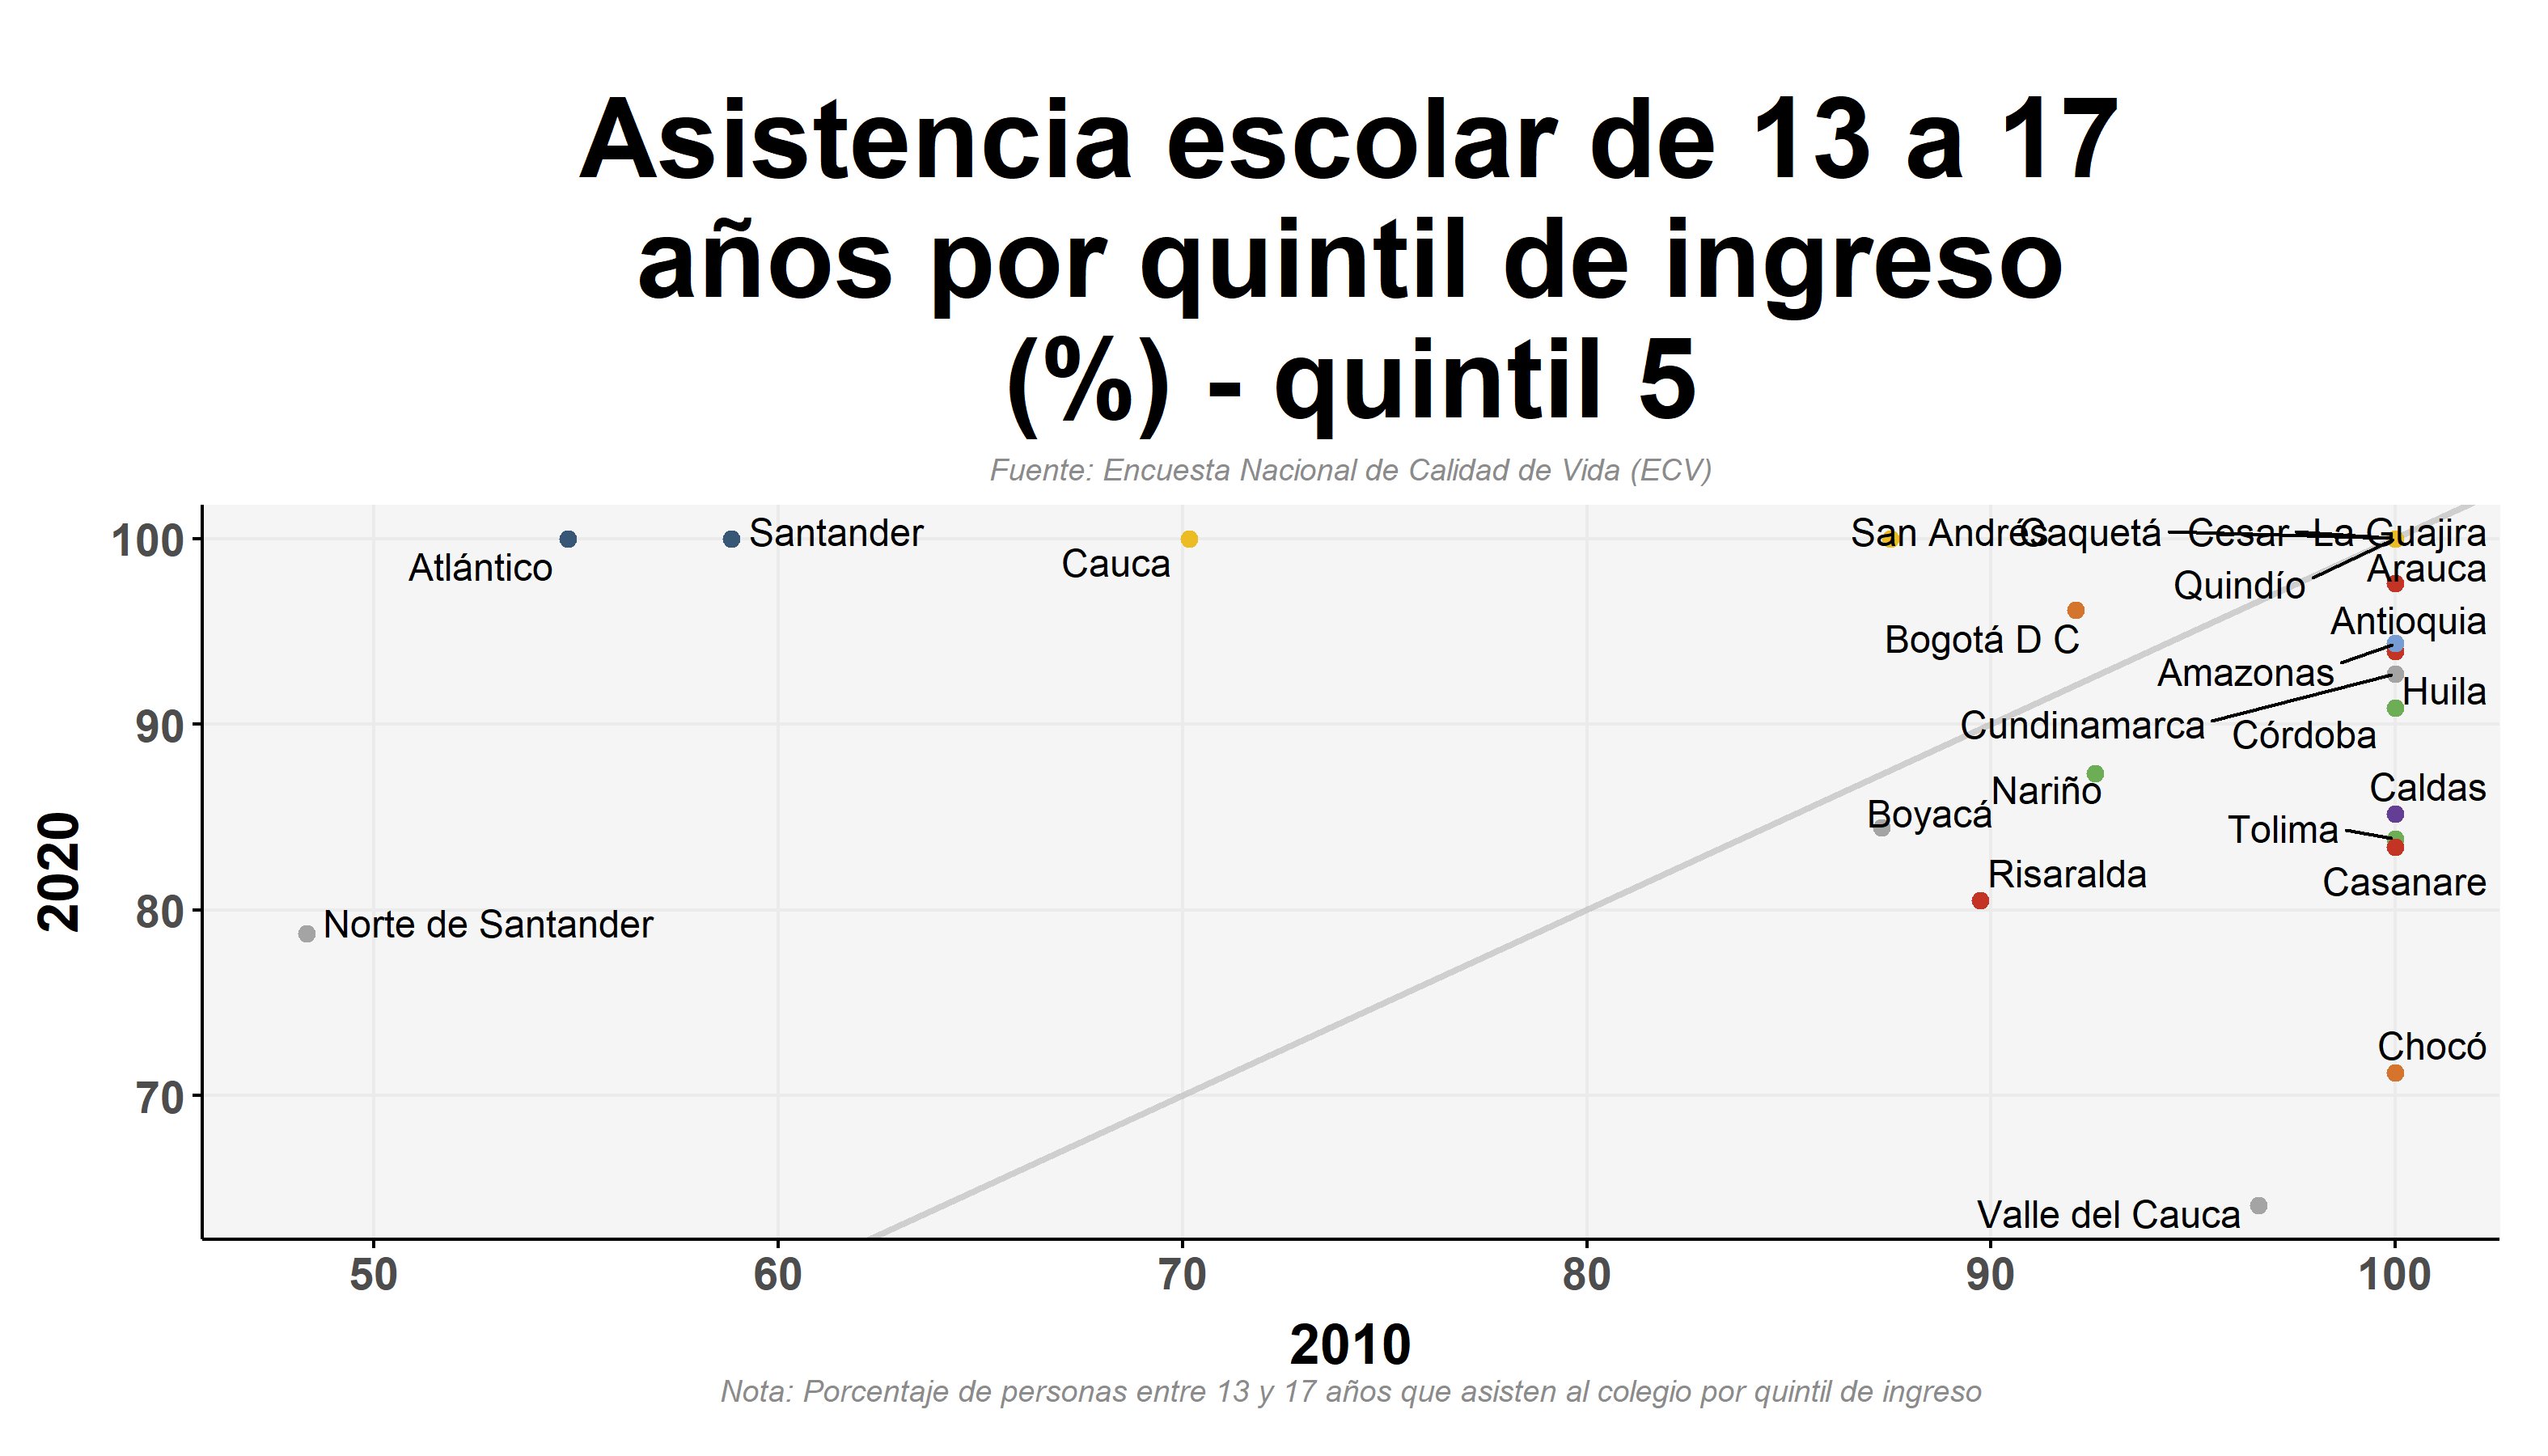 Asistencia escolar de 13 a 17
años por quintil de ingreso
(%) - quintil 5
Fuente: Encuesta Nacional de Calidad de Vida (ECV)
2020
100
90
80
70
Atlántico
Santander
Cauca
San Andrés
Caquetá
Cesar
La Guajira
Quindío
Arauca
Bogotá D C
Antioquia
Amazonas
Huila
Cundinamarca
Córdoba
Nariño
Caldas
Boyacá
Tolima
Risaralda
Casanare
Norte de Santander
Chocó
Valle del Cauca
50 60 70 80 90 100
2010
Nota: Porcentaje de personas entre 13 y 17 años que asisten al colegio por quintil de ingreso